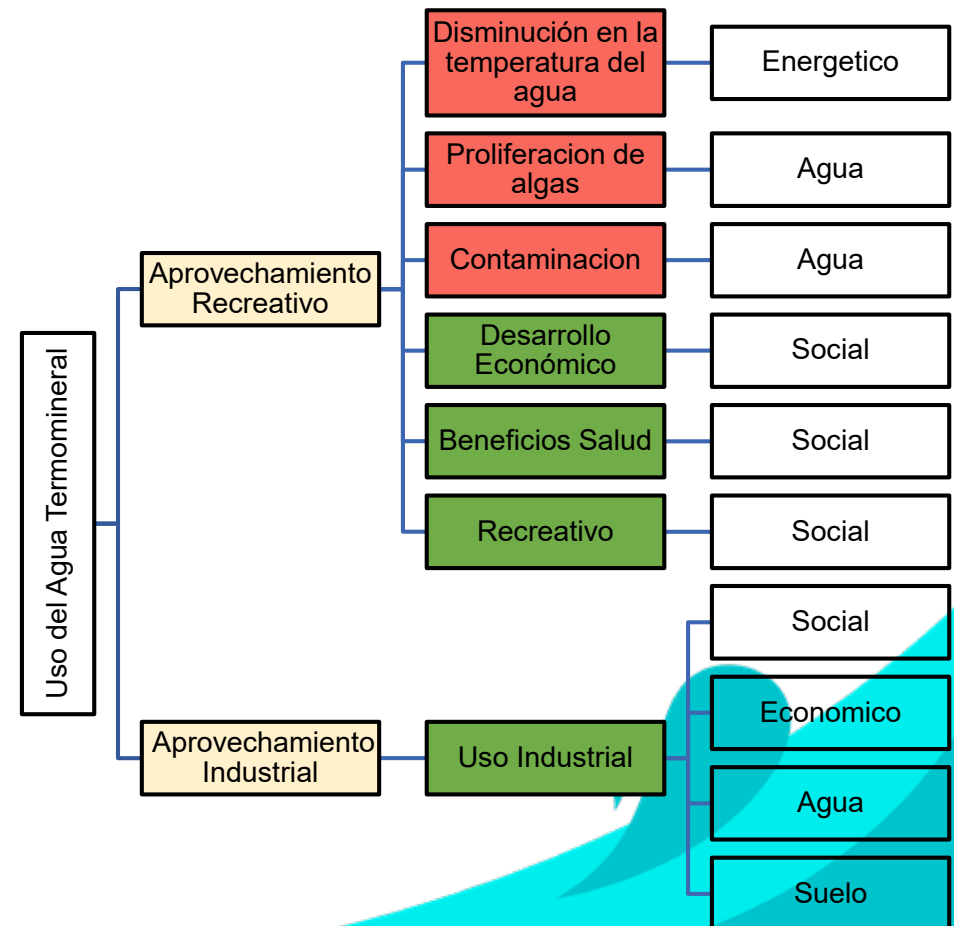 Disminución en la
temperatura del
agua
Energetico
Proliferacion de
algas
Agua
Aprovechamiento
Recreativo
Contaminacion
Agua
Desarrollo
Económico
Social
Beneficios Salud
Social
Recreativo
Social
Uso del Agua Termomineral
Aprovechamiento
Industrial
Uso Industrial
Social
Economico
Agua
Suelo